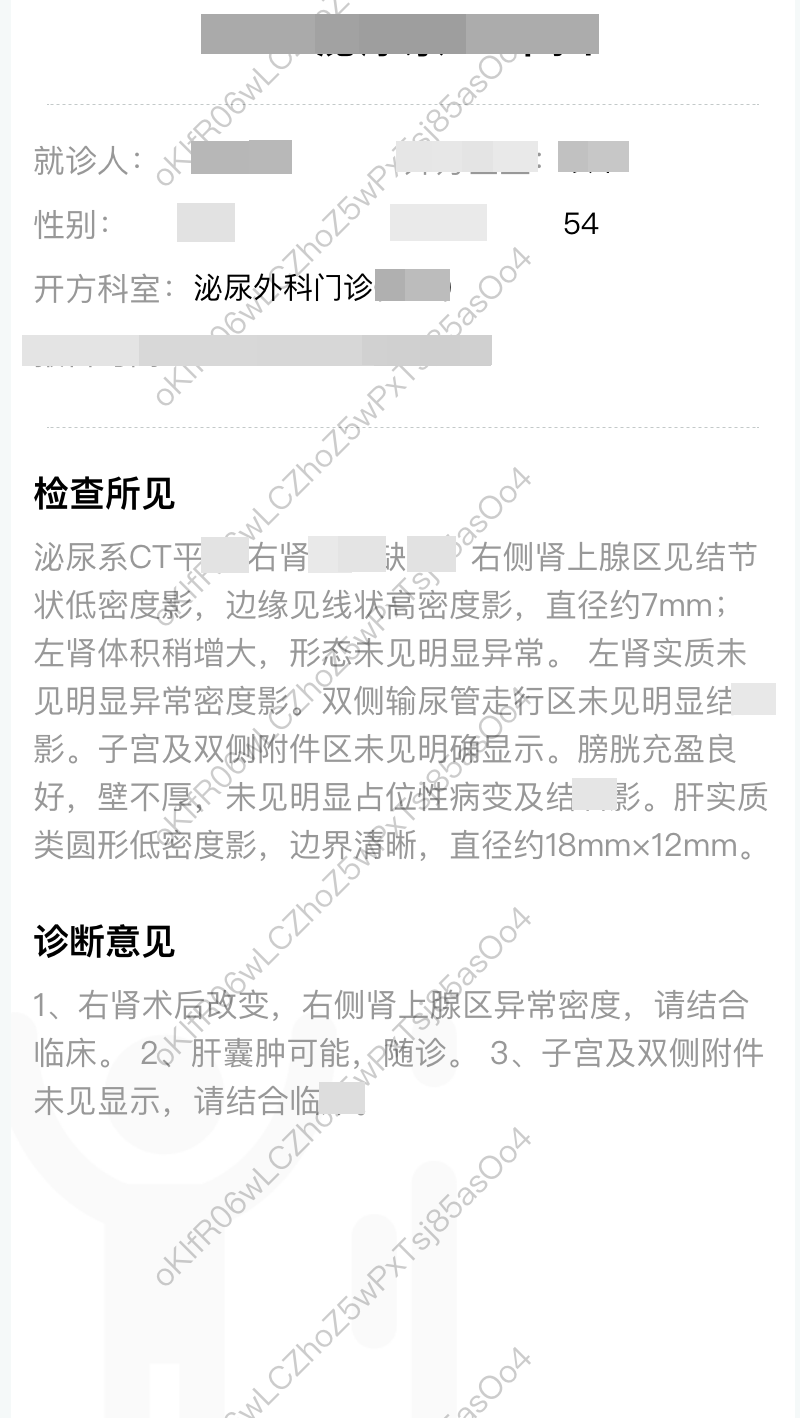 就诊人：
性别： 54
开方科室： 泌尿外科门诊
检查所见
泌尿系CT平 右肾 缺 右侧肾上腺区见结节
状低密度影，边缘见线状高密度影，直径约7mm；
左肾体积稍增大，形态未见明显异常。 左肾实质未
见明显异常密度影。双侧输尿管走行区未见明显结
影。子宫及双侧附件区未见明确显示。膀胱充盈良
好，壁不厚，未见明显占位性病变及结 影。肝实质
类圆形低密度影，边界清晰，直径约18mm×12mm。
诊断意见
1、右肾术后改变，右侧肾上腺区异常密度，请结合
临床。 2、肝囊肿可能，随诊。 3、子宫及双侧附件
未见显示，请结合临
oKIfR06wLCZhoZ5wPxTsj85asOo4
oKIfR06wLCZhoZ5wPxTsj85asOo4
oKIfR06wLCZhoZ5wPxTsj85asOo4
oKIfR06wLCZhoZ5wPxTsj85asOo4
oKIfR06wLCZhoZ5wPxTsj85asOo4
oKIfR06wLCZhoZ5wPxTsj85asOo4
wLCZhoZ5wPxTsj85asOo4